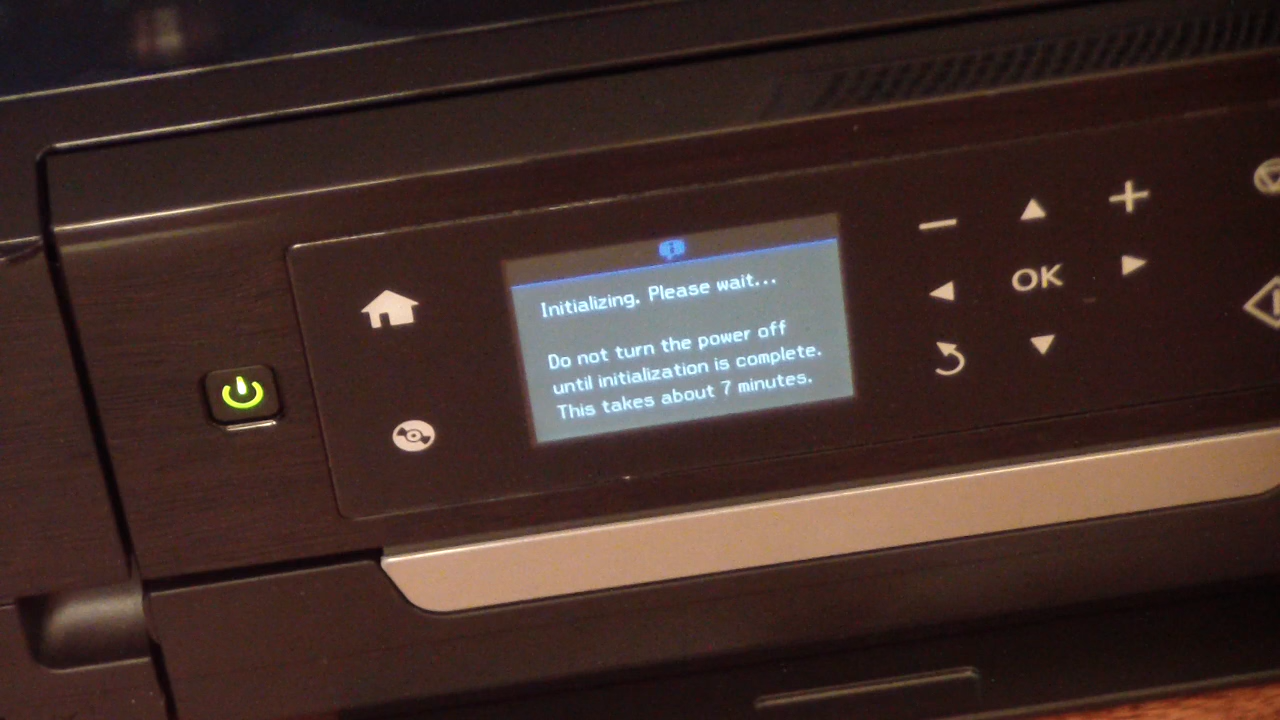 Initializing. Please wait...
Do not turn the power off
until initialization is complete.
This takes about 7 minutes.
OK